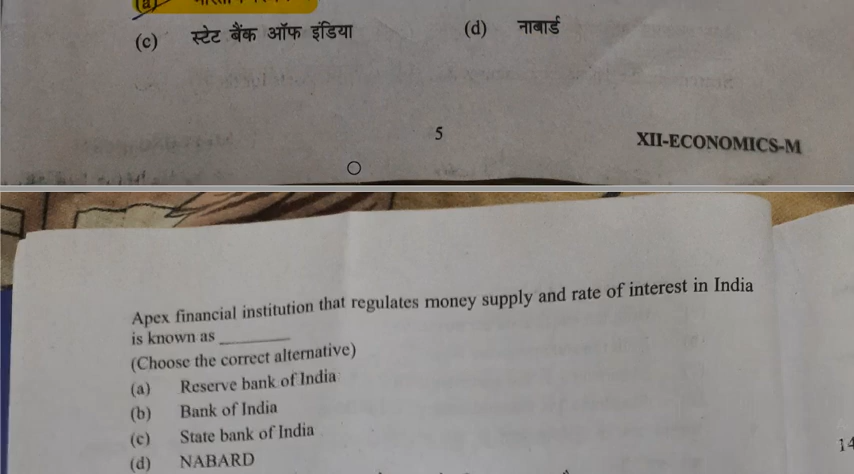 (a)
(c) स्टेट बैंक ऑफ इंडिया (d) नाबार्ड
5 XII-ECONOMICS-M
Apex financial institution that regulates money supply and rate of interest in India
is known as ________
(Choose the correct alternative)
(a) Reserve bank of India
(b) Bank of India
(c) State bank of India
(d) NABARD
14